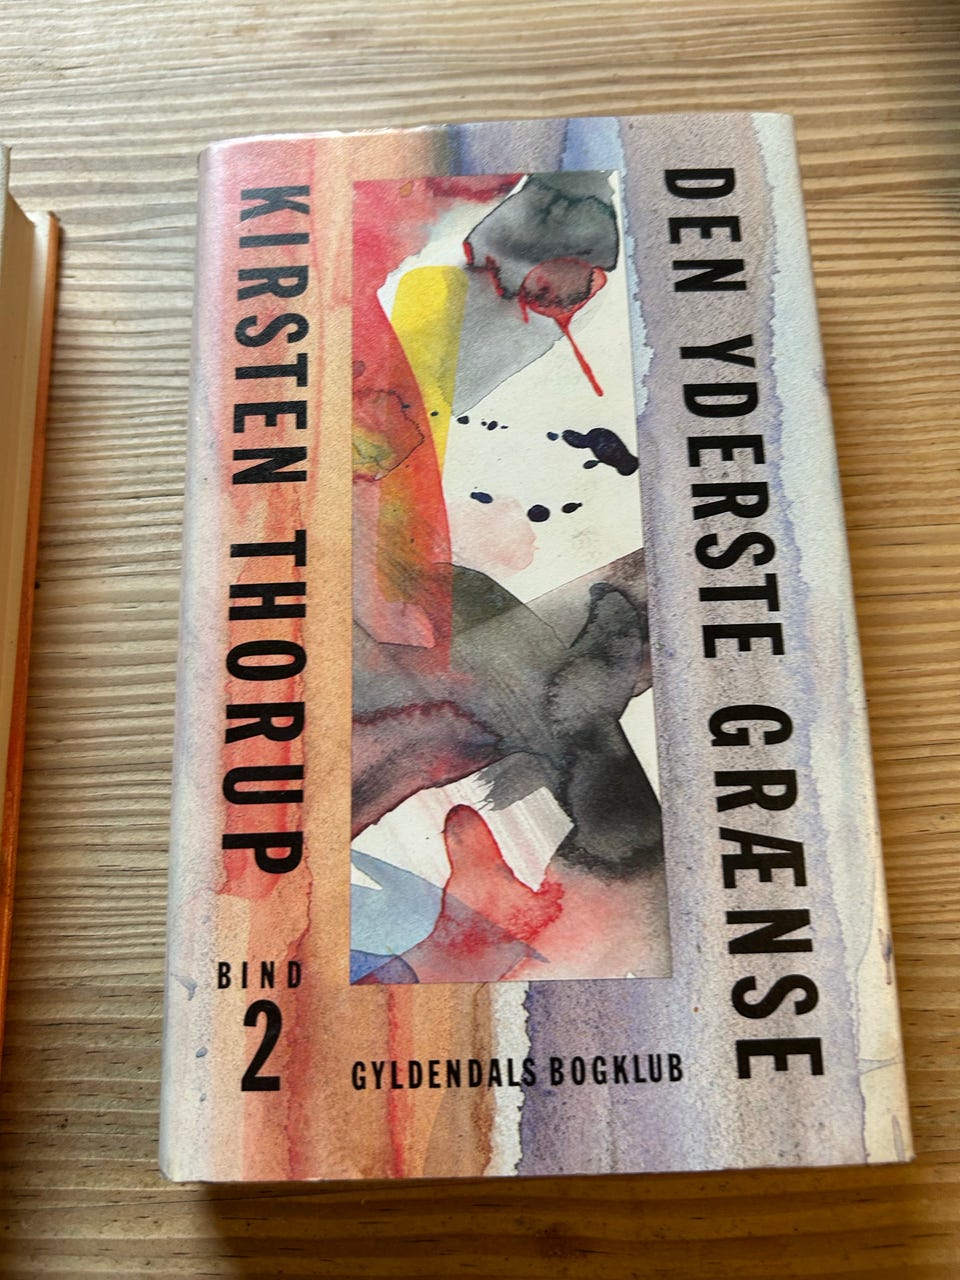 KIRSTEN THORUP
DEN YDERSTE GRÆNSE
BIND
2
GYLDENDALS BOGKLUB